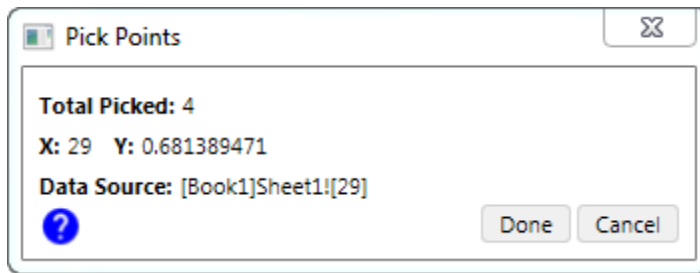 Pick Points
Total Picked: 4
X: 29 Y: 0.681389471
Data Source: [Book1]Sheet1![29]
?
Done Cancel